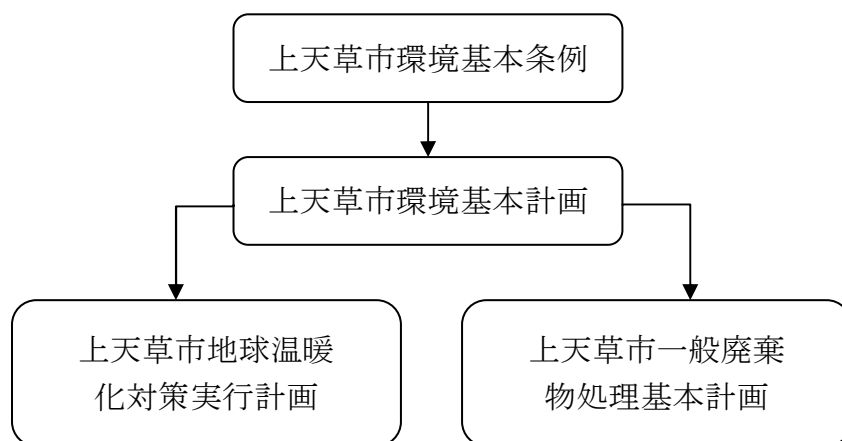 上天草市環境基本条例
上天草市環境基本計画
上天草市地球温暖
化対策実行計画
上天草市一般廃棄
物処理基本計画